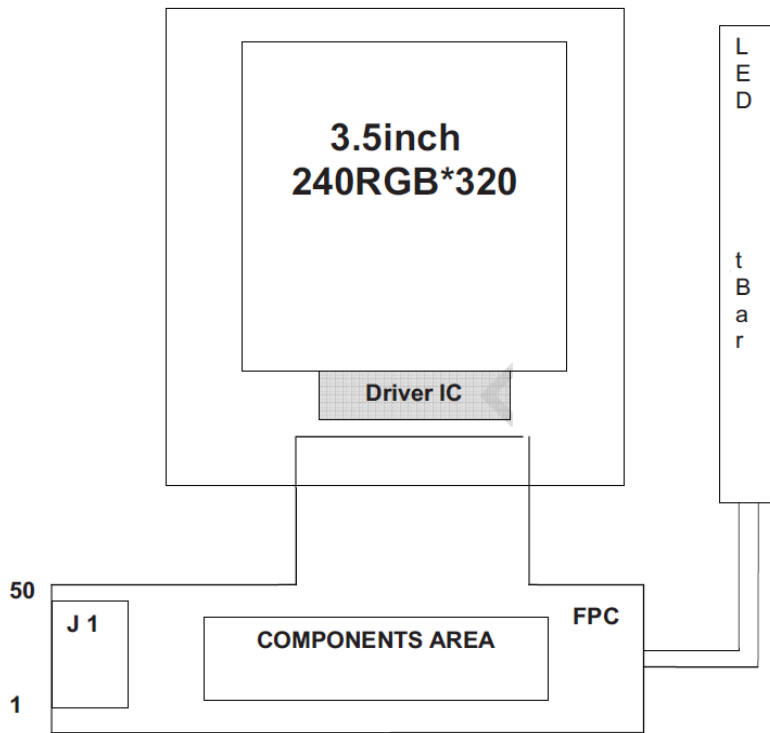 3.5inch
240RGB*320
Driver IC
L
E
D
t
B
a
r
50
J 1
1
COMPONENTS AREA
FPC